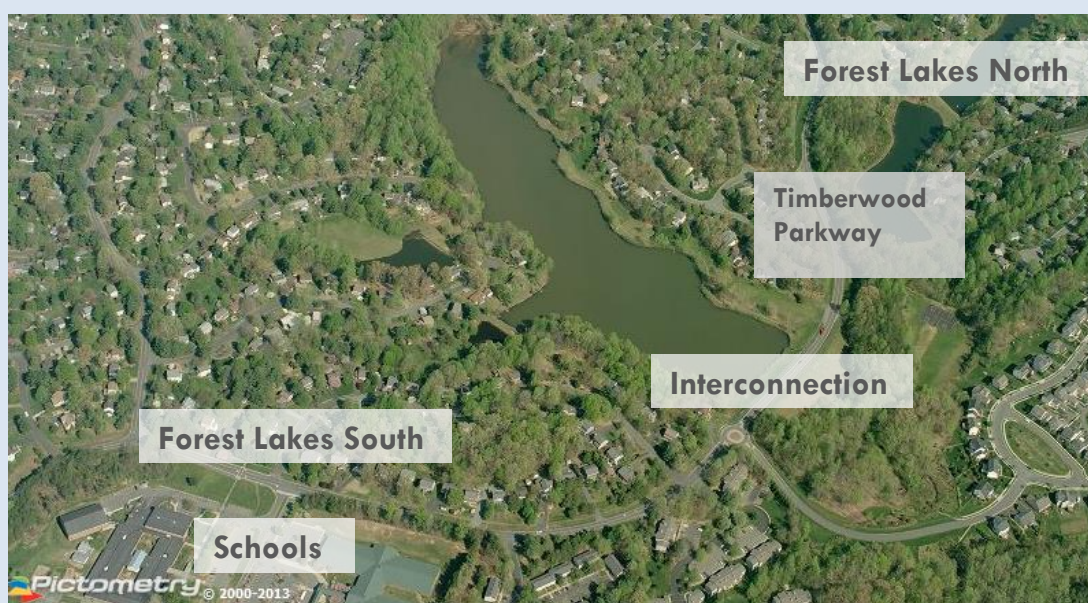 Forest Lakes North
Timberwood
Parkway
Interconnection
Forest Lakes South
Schools
Pictometry © 2000-2013